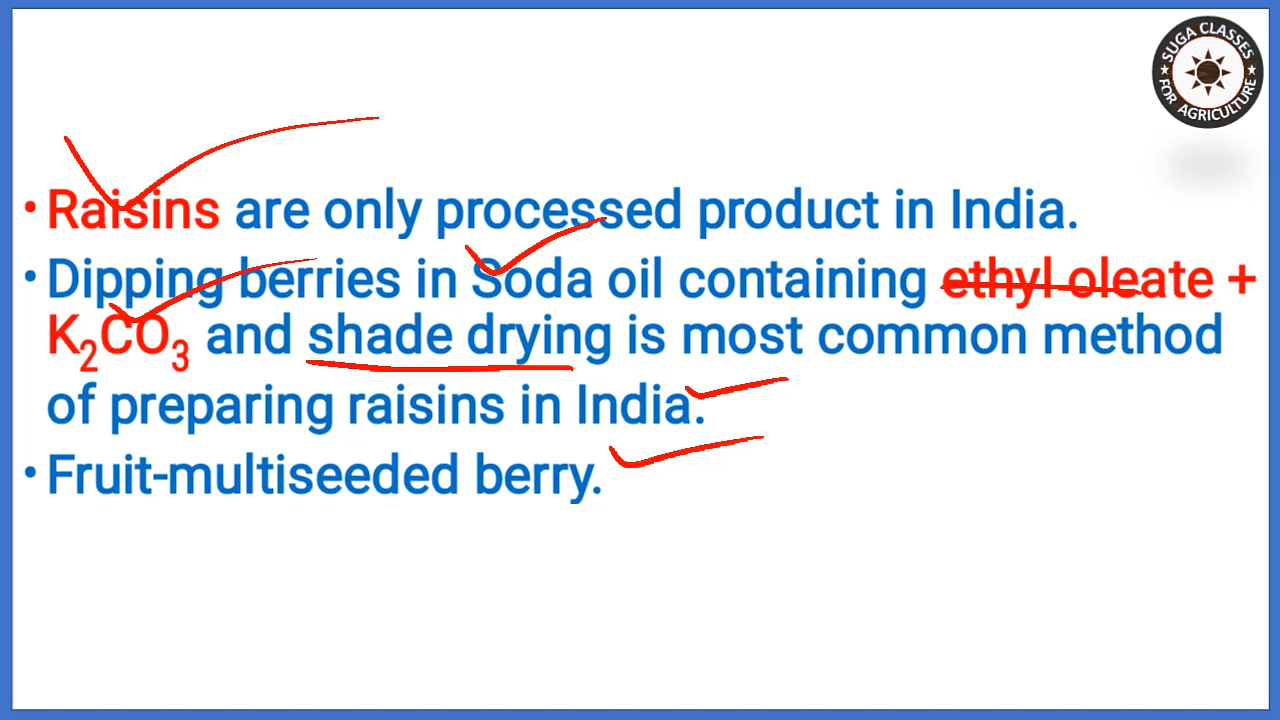 SUGA CLASSES
FOR AGRICULTURE
• Raisins are only processed product in India.
• Dipping berries in Soda oil containing ethyl oleate +
K₂CO₃ and shade drying is most common method
of preparing raisins in India.
• Fruit-multiseeded berry.